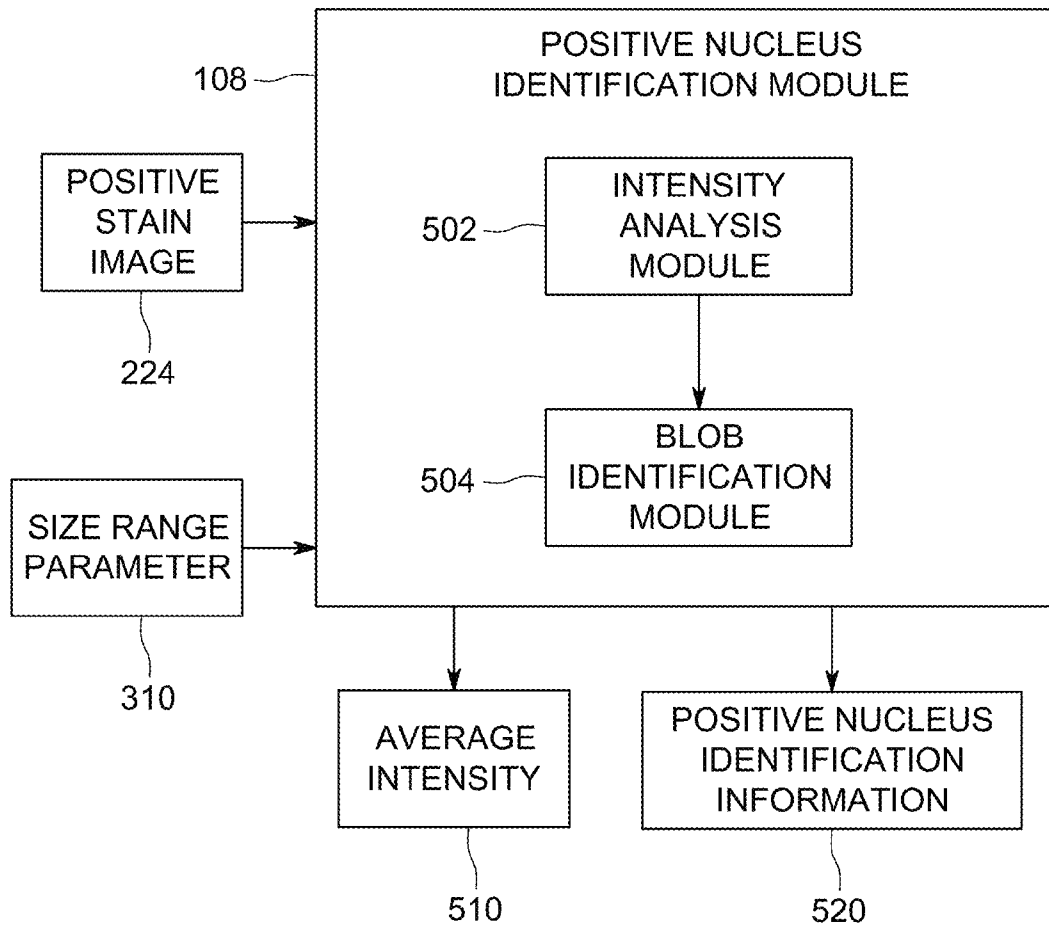 POSITIVE NUCLEUS
IDENTIFICATION MODULE
108
POSITIVE
STAIN
IMAGE
224
INTENSITY
ANALYSIS
MODULE
502
BLOB
IDENTIFICATION
MODULE
504
SIZE RANGE
PARAMETER
310
AVERAGE
INTENSITY
510
POSITIVE NUCLEUS
IDENTIFICATION
INFORMATION
520